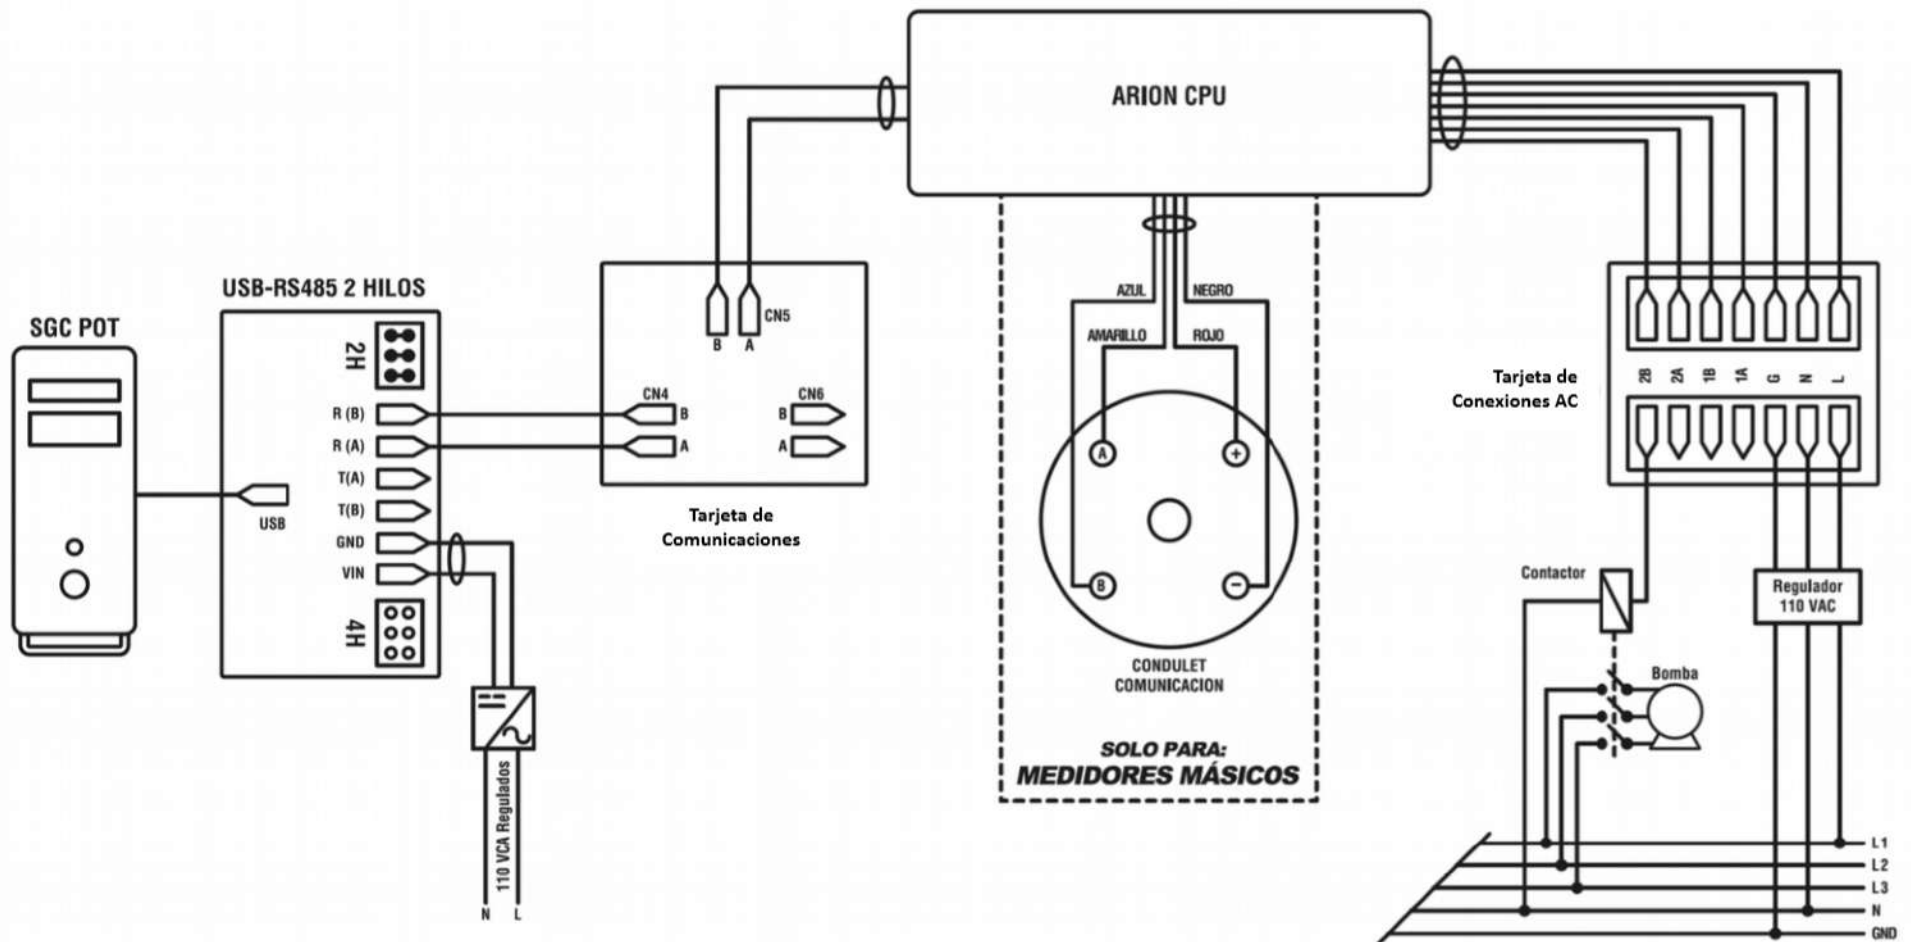 ARION CPU
USB-RS485 2 HILOS
SGC POT
2H
R (B)
R (A)
T(A)
T(B)
GND
VIN
4H
USB
110 VCA Regulados
N L
CN5
B A
CN4
B
A
CN6
B
A
Tarjeta de
Comunicaciones
AZUL NEGRO
AMARILLO ROJO
A +
B −
CONDULET
COMUNICACION
SOLO PARA:
MEDIDORES MÁSICOS
Tarjeta de
Conexiones AC
2B 2A 1B 1A G N L
Contactor
Regulador
110 VAC
Bomba
L1
L2
L3
N
GND